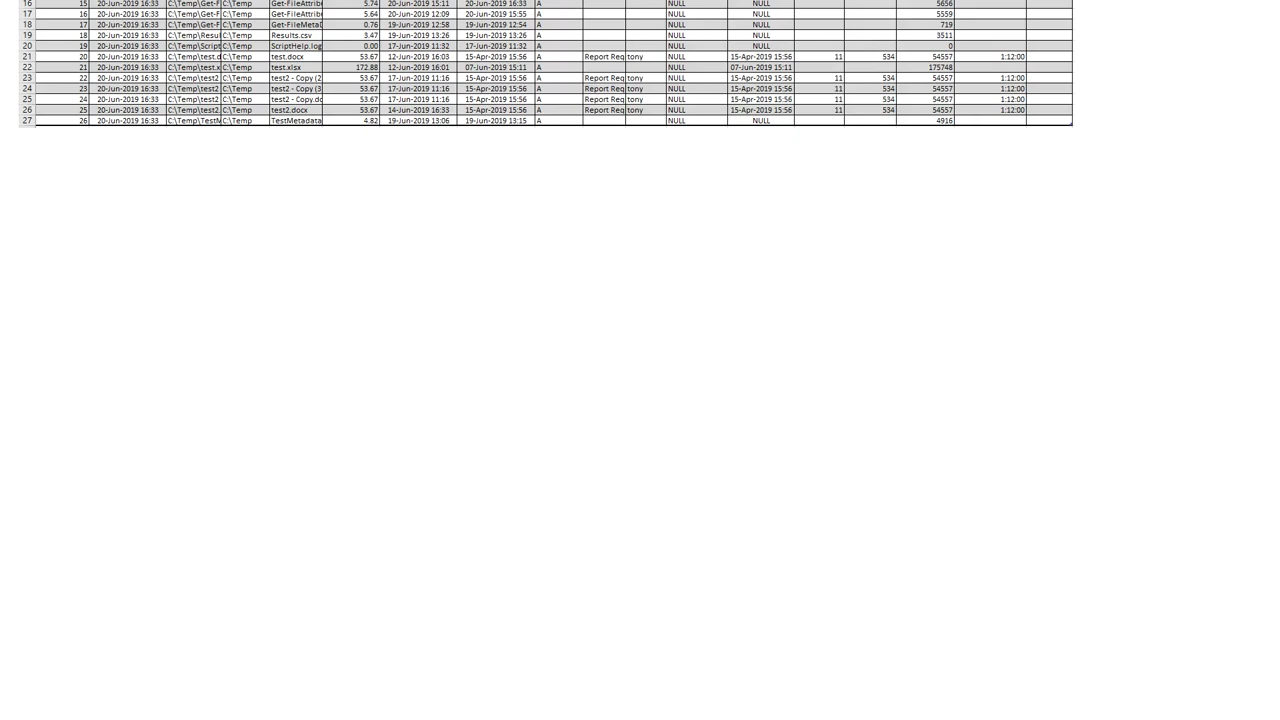 16 15 20-Jun-2019 16:33 C:\Temp\Get-F C:\Temp Get-FileAttrib 5.74 20-Jun-2019 15:11 20-Jun-2019 16:33 A NULL NULL 5656
17 16 20-Jun-2019 16:33 C:\Temp\Get-F C:\Temp Get-FileAttrib 5.64 20-Jun-2019 12:09 20-Jun-2019 15:55 A NULL NULL 5559
18 17 20-Jun-2019 16:33 C:\Temp\Get-F C:\Temp Get-FileMeta 0.76 19-Jun-2019 12:58 19-Jun-2019 12:54 A NULL NULL 719
19 18 20-Jun-2019 16:33 C:\Temp\Resu C:\Temp Results.csv 3.47 19-Jun-2019 13:26 19-Jun-2019 13:26 A NULL NULL 3511
20 19 20-Jun-2019 16:33 C:\Temp\Script C:\Temp ScriptHelp.log 0.00 17-Jun-2019 11:32 17-Jun-2019 11:32 A NULL NULL 0
21 20 20-Jun-2019 16:33 C:\Temp\test.d C:\Temp test.docx 53.67 12-Jun-2019 16:03 15-Apr-2019 15:56 A Report Req tony NULL 15-Apr-2019 15:56 11 534 54557 1:12:00
22 21 20-Jun-2019 16:33 C:\Temp\test.x C:\Temp test.xlsx 172.88 12-Jun-2019 16:01 07-Jun-2019 15:11 A NULL 07-Jun-2019 15:11 175748
23 22 20-Jun-2019 16:33 C:\Temp\test2 C:\Temp test2 - Copy (2 53.67 17-Jun-2019 11:16 15-Apr-2019 15:56 A Report Req tony NULL 15-Apr-2019 15:56 11 534 54557 1:12:00
24 23 20-Jun-2019 16:33 C:\Temp\test2 C:\Temp test2 - Copy (3 53.67 17-Jun-2019 11:16 15-Apr-2019 15:56 A Report Req tony NULL 15-Apr-2019 15:56 11 534 54557 1:12:00
25 24 20-Jun-2019 16:33 C:\Temp\test2 C:\Temp test2 - Copy.dc 53.67 17-Jun-2019 11:16 15-Apr-2019 15:56 A Report Req tony NULL 15-Apr-2019 15:56 11 534 54557 1:12:00
26 25 20-Jun-2019 16:33 C:\Temp\test2. C:\Temp test2.docx 53.67 14-Jun-2019 16:33 15-Apr-2019 15:56 A Report Req tony NULL 15-Apr-2019 15:56 11 534 54557 1:12:00
27 26 20-Jun-2019 16:33 C:\Temp\TestM C:\Temp TestMetadata 4.82 19-Jun-2019 13:06 19-Jun-2019 13:15 A NULL NULL 4916